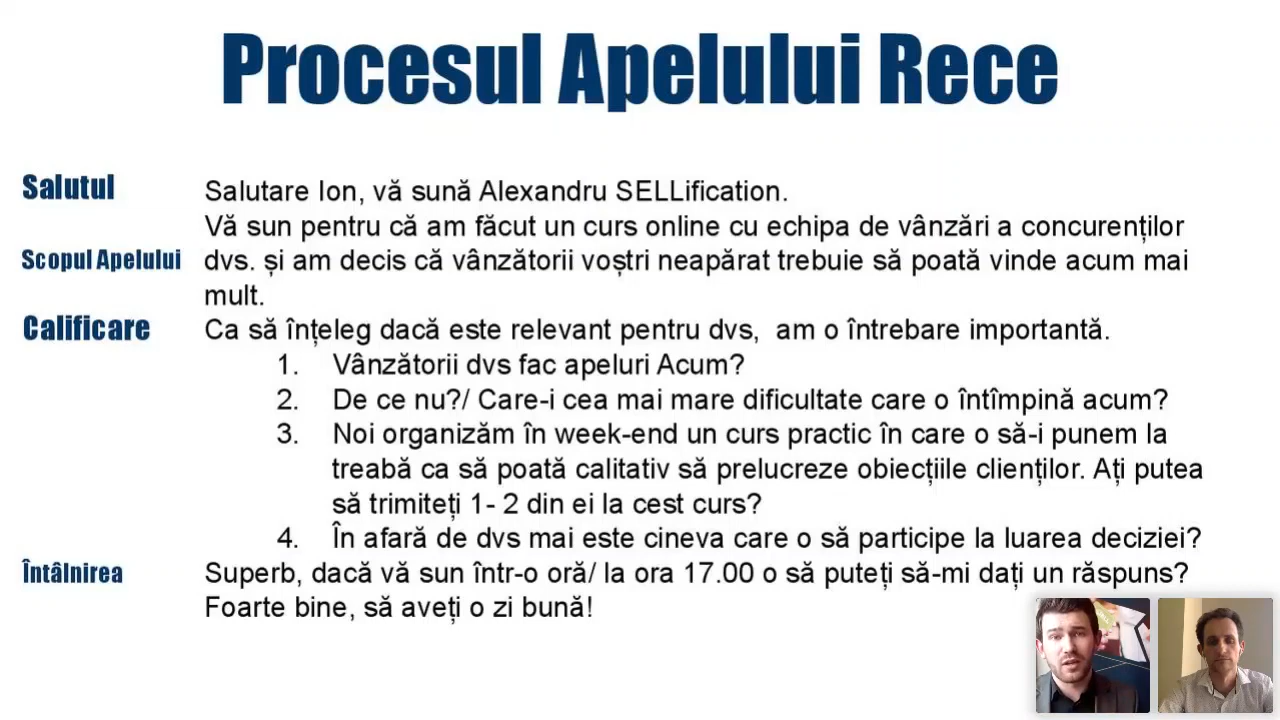 Procesul Apelului Rece
Salutul
Salutare Ion, vă sună Alexandru SELLification.
Vă sun pentru că am făcut un curs online cu echipa de vânzări a concurenților
Scopul Apelului
dvs. și am decis că vânzătorii voștri neapărat trebuie să poată vinde acum mai
mult.
Calificare
Ca să înțeleg dacă este relevant pentru dvs, am o întrebare importantă.
1. Vânzătorii dvs fac apeluri Acum?
2. De ce nu?/ Care-i cea mai mare dificultate care o întîmpină acum?
3. Noi organizăm în week-end un curs practic în care o să-i punem la
treabă ca să poată calitativ să prelucreze obiecțiile clienților. Ați putea
să trimiteți 1- 2 din ei la cest curs?
4. În afară de dvs mai este cineva care o să participe la luarea deciziei?
Întâlnirea
Superb, dacă vă sun într-o oră/ la ora 17.00 o să puteți să-mi dați un răspuns?
Foarte bine, să aveți o zi bună!